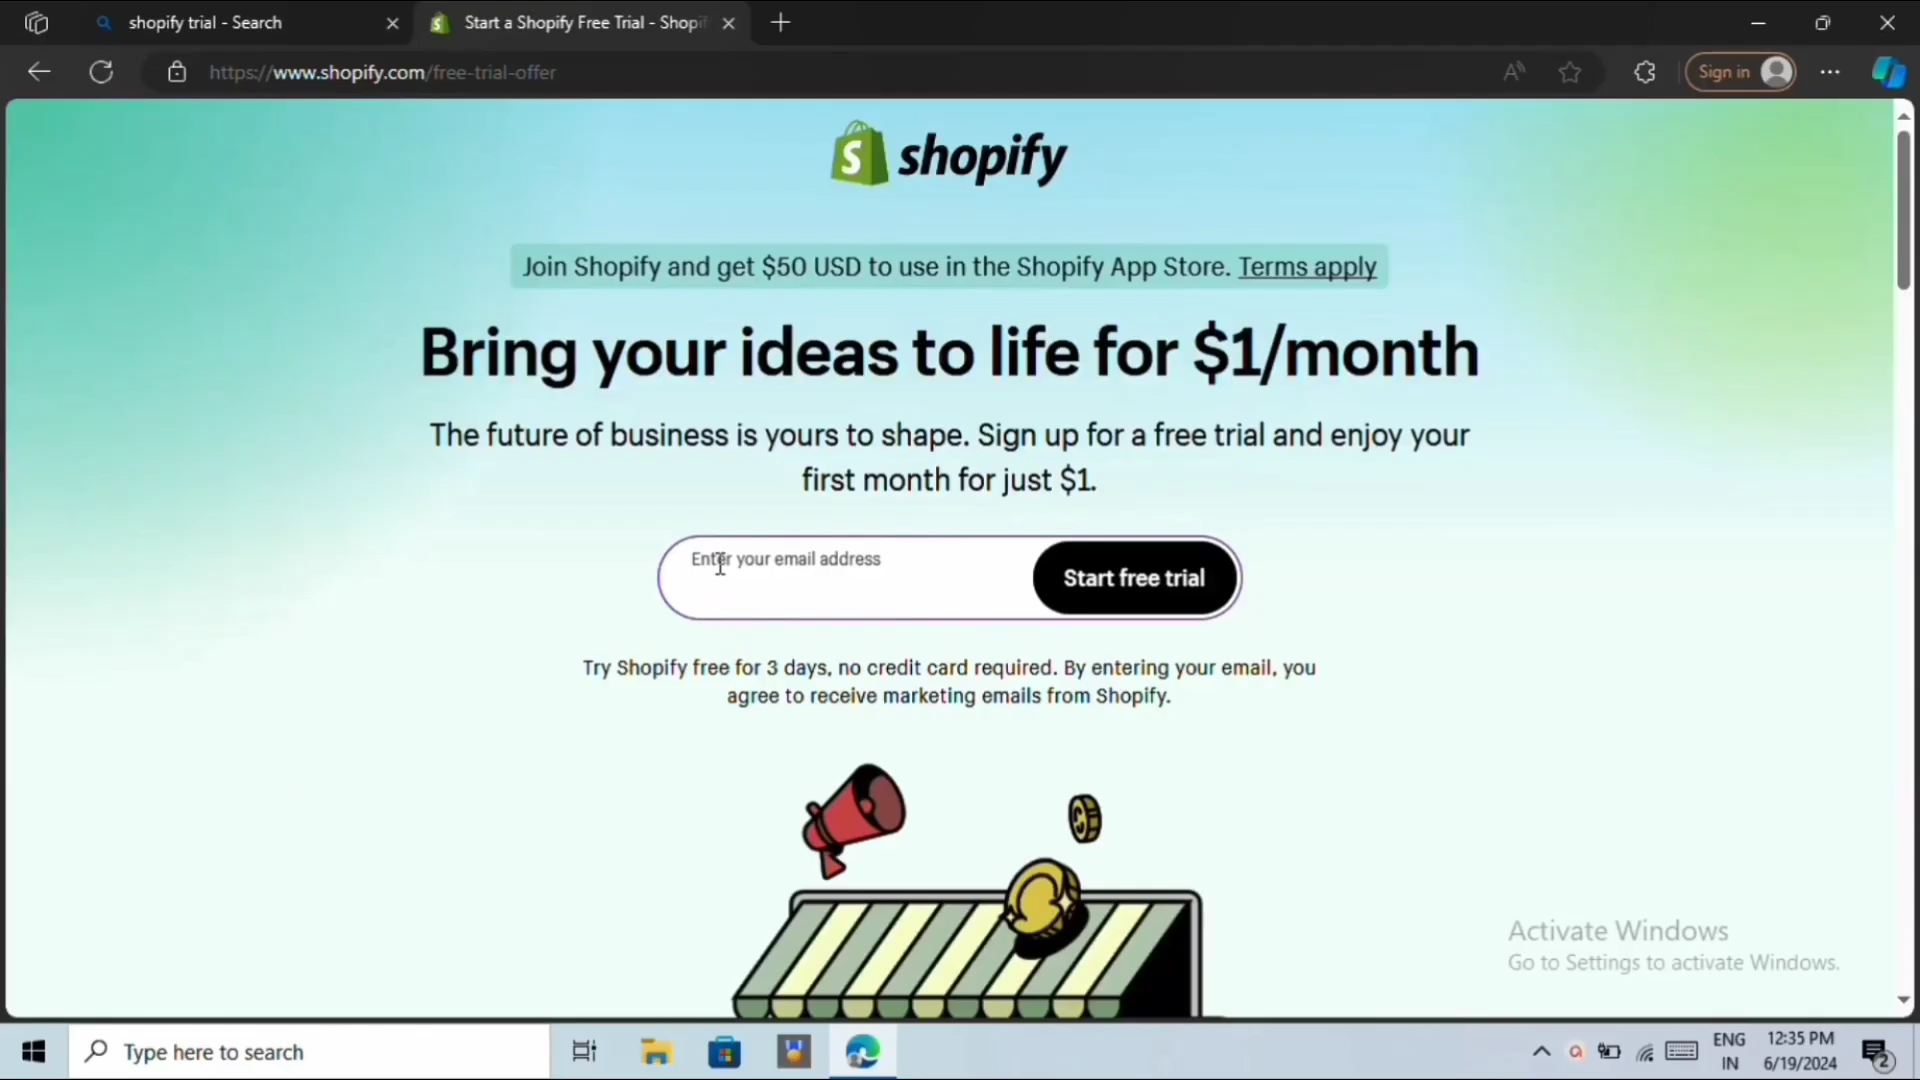 shopify trial - Search
Start a Shopify Free Trial - Shopif
https://www.shopify.com/free-trial-offer
Sign in
shopify
Join Shopify and get $50 USD to use in the Shopify App Store. Terms apply
Bring your ideas to life for $1/month
The future of business is yours to shape. Sign up for a free trial and enjoy your
first month for just $1.
Enter your email address
Start free trial
Try Shopify free for 3 days, no credit card required. By entering your email, you
agree to receive marketing emails from Shopify.
Activate Windows
Go to Settings to activate Windows.
Type here to search
ENG
IN
12:35 PM
6/19/2024
2